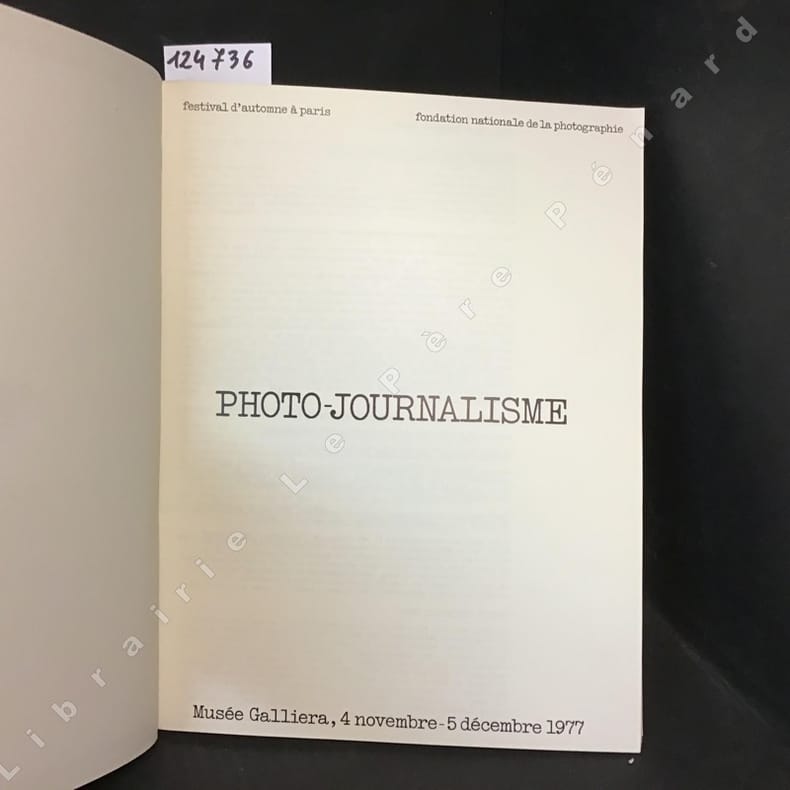 124736
festival d'automne à paris
fondation nationale de la photographie
PHOTO-JOURNALISME
Musée Galliera, 4 novembre-5 décembre 1977
Librairie Le Père Pénard